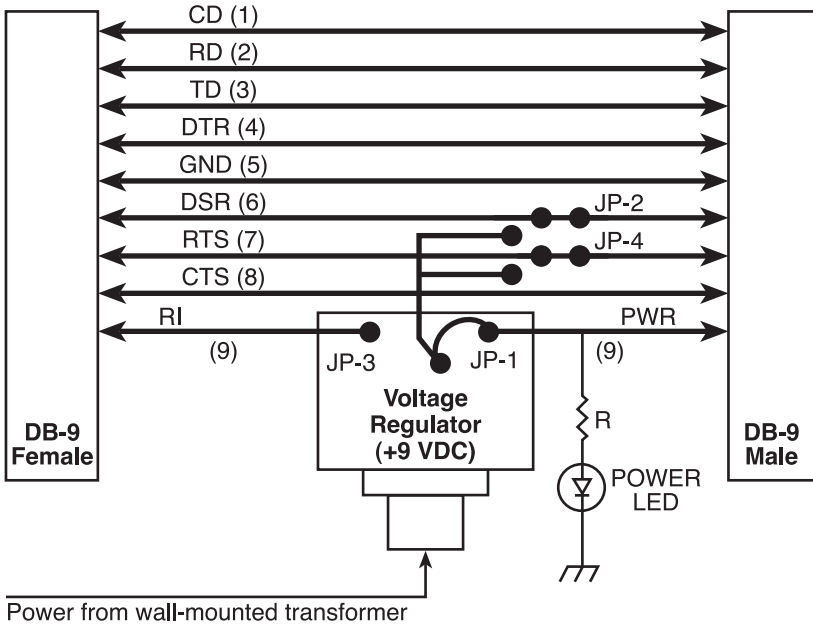 CD (1)
RD (2)
TD (3)
DTR (4)
GND (5)
DSR (6)
JP-2
RTS (7)
JP-4
CTS (8)
RI
PWR
(9)
(9)
JP-3
JP-1
Voltage
Regulator
(+9 VDC)
DB-9
Female
R
DB-9
Male
POWER
LED
Power from wall-mounted transformer